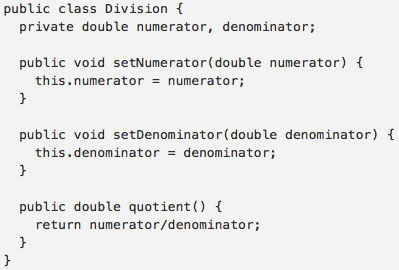 public class Division {
  private double numerator, denominator;

  public void setNumerator(double numerator) {
    this.numerator = numerator;
  }

  public void setDenominator(double denominator) {
    this.denominator = denominator;
  }

  public double quotient() {
    return numerator/denominator;
  }
}